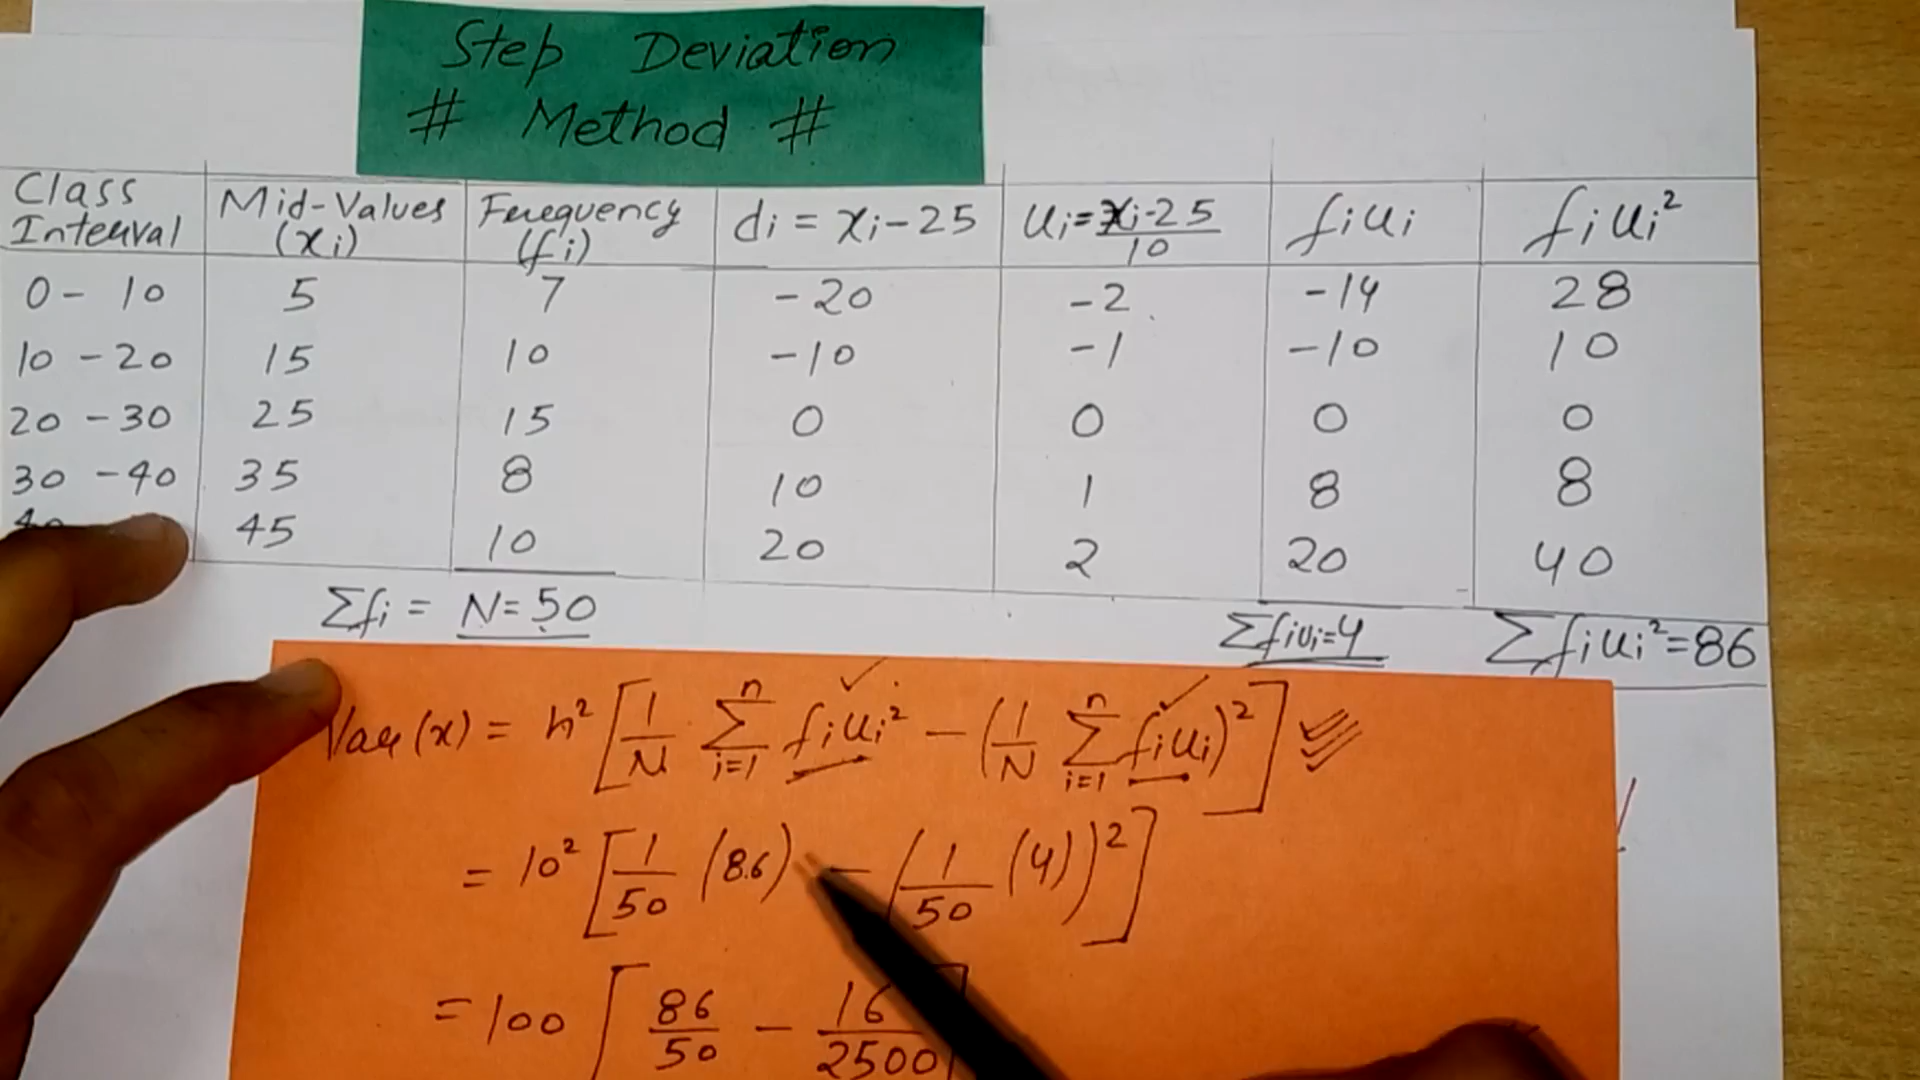 Step Deviation
# Method #
Class Interval | Mid-Values (xi) | Frequency (fi) | di = xi-25 | ui = xi-25/10 | fiui | fiui²
0 - 10 | 5 | 7 | -20 | -2 | -14 | 28
10 - 20 | 15 | 10 | -10 | -1 | -10 | 10
20 - 30 | 25 | 15 | 0 | 0 | 0 | 0
30 - 40 | 35 | 8 | 10 | 1 | 8 | 8
45 | 10 | 20 | 2 | 20 | 40
Σfi = N=50 | Σfiui=4 | Σfiui²=86
Var(x) = h² [1/N Σ i=1 n fiui² - (1/N Σ i=1 n fiui)²]
= 10² [1/50 (86) - (1/50 (4))²]
= 100 [86/50 - 16/2500]